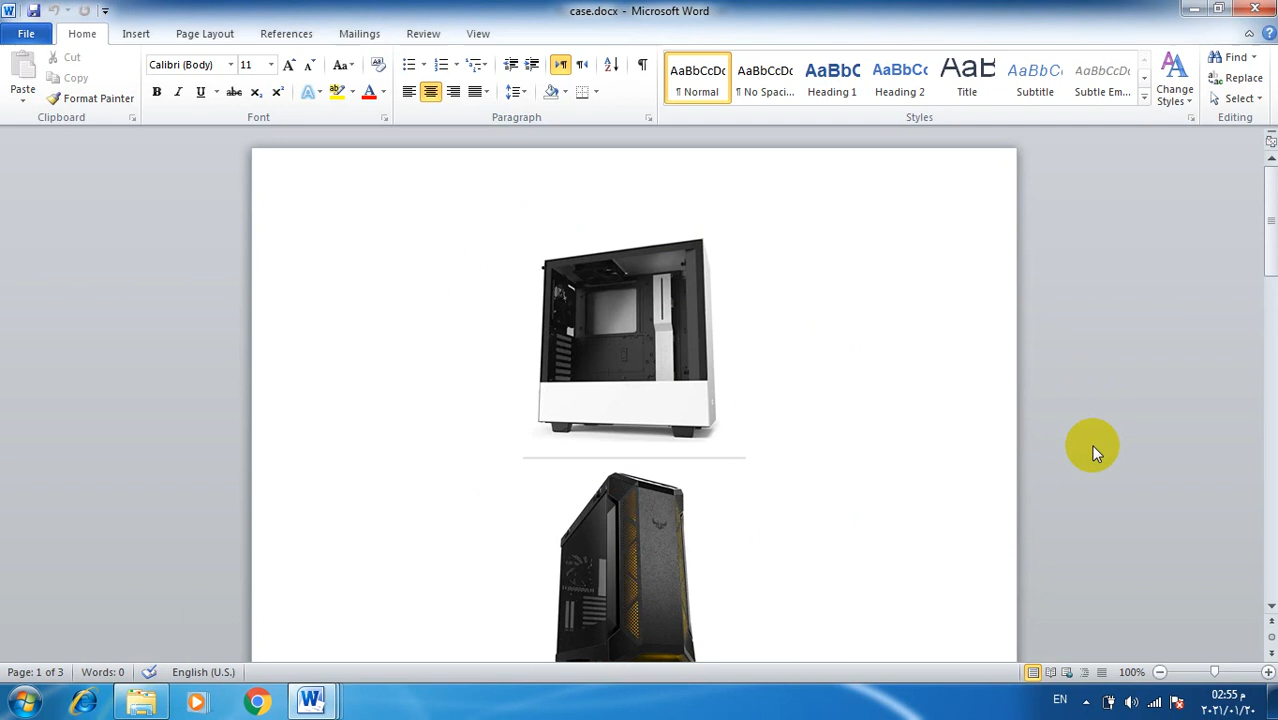 case.docx - Microsoft Word
File Home Insert Page Layout References Mailings Review View
Paste
Cut
Copy
Format Painter
Clipboard
Calibri (Body) 11
Font
Paragraph
AaBbCcDc AaBbCcDc AaBbC AaBbCc AaB AaBbC AaBbCcDc
¶ Normal ¶ No Spaci... Heading 1 Heading 2 Title Subtitle Subtle Em...
Styles
Change
Styles
Find
Replace
Select
Editing
Page: 1 of 3 Words: 0 English (U.S.) 100%
EN
02:55 م
٢٠٢١/٠١/٢٠